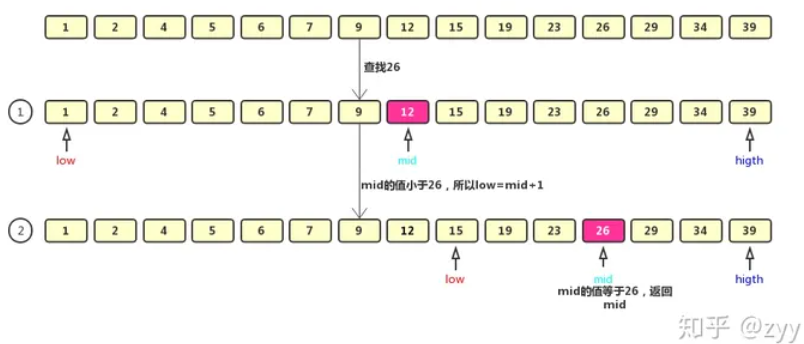 1 2 4 5 6 7 9 12 15 19 23 26 29 34 39
查找26
① 1 2 4 5 6 7 9 12 15 19 23 26 29 34 39
low mid higth
mid的值小于26，所以low=mid+1
② 1 2 4 5 6 7 9 12 15 19 23 26 29 34 39
low mid higth
mid的值等于26，返回
mid
知乎 @zyy